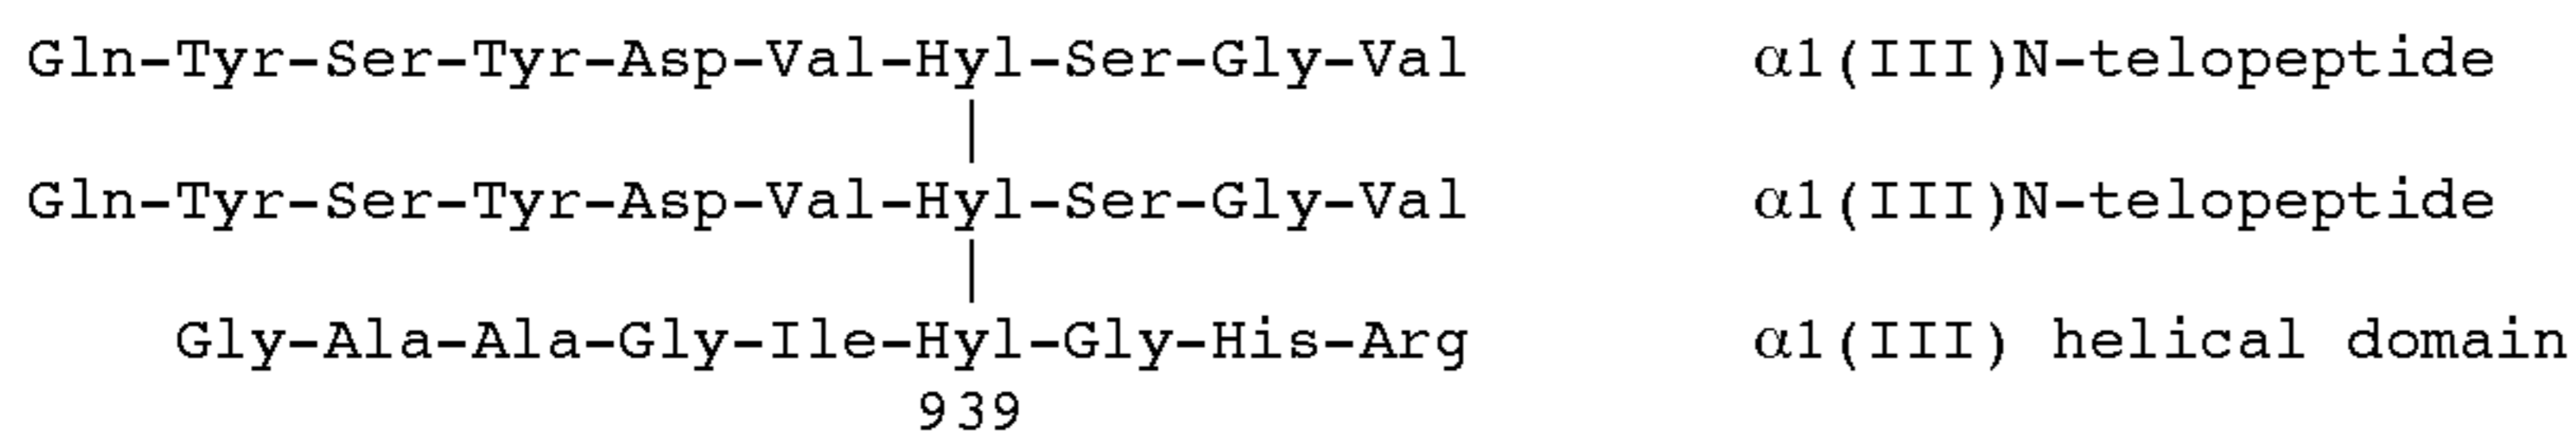 Gln-Tyr-Ser-Tyr-Asp-Val-Hyl-Ser-Gly-Val α1(III)N-telopeptide
Gln-Tyr-Ser-Tyr-Asp-Val-Hyl-Ser-Gly-Val α1(III)N-telopeptide
Gly-Ala-Ala-Gly-Ile-Hyl-Gly-His-Arg α1(III) helical domain
939